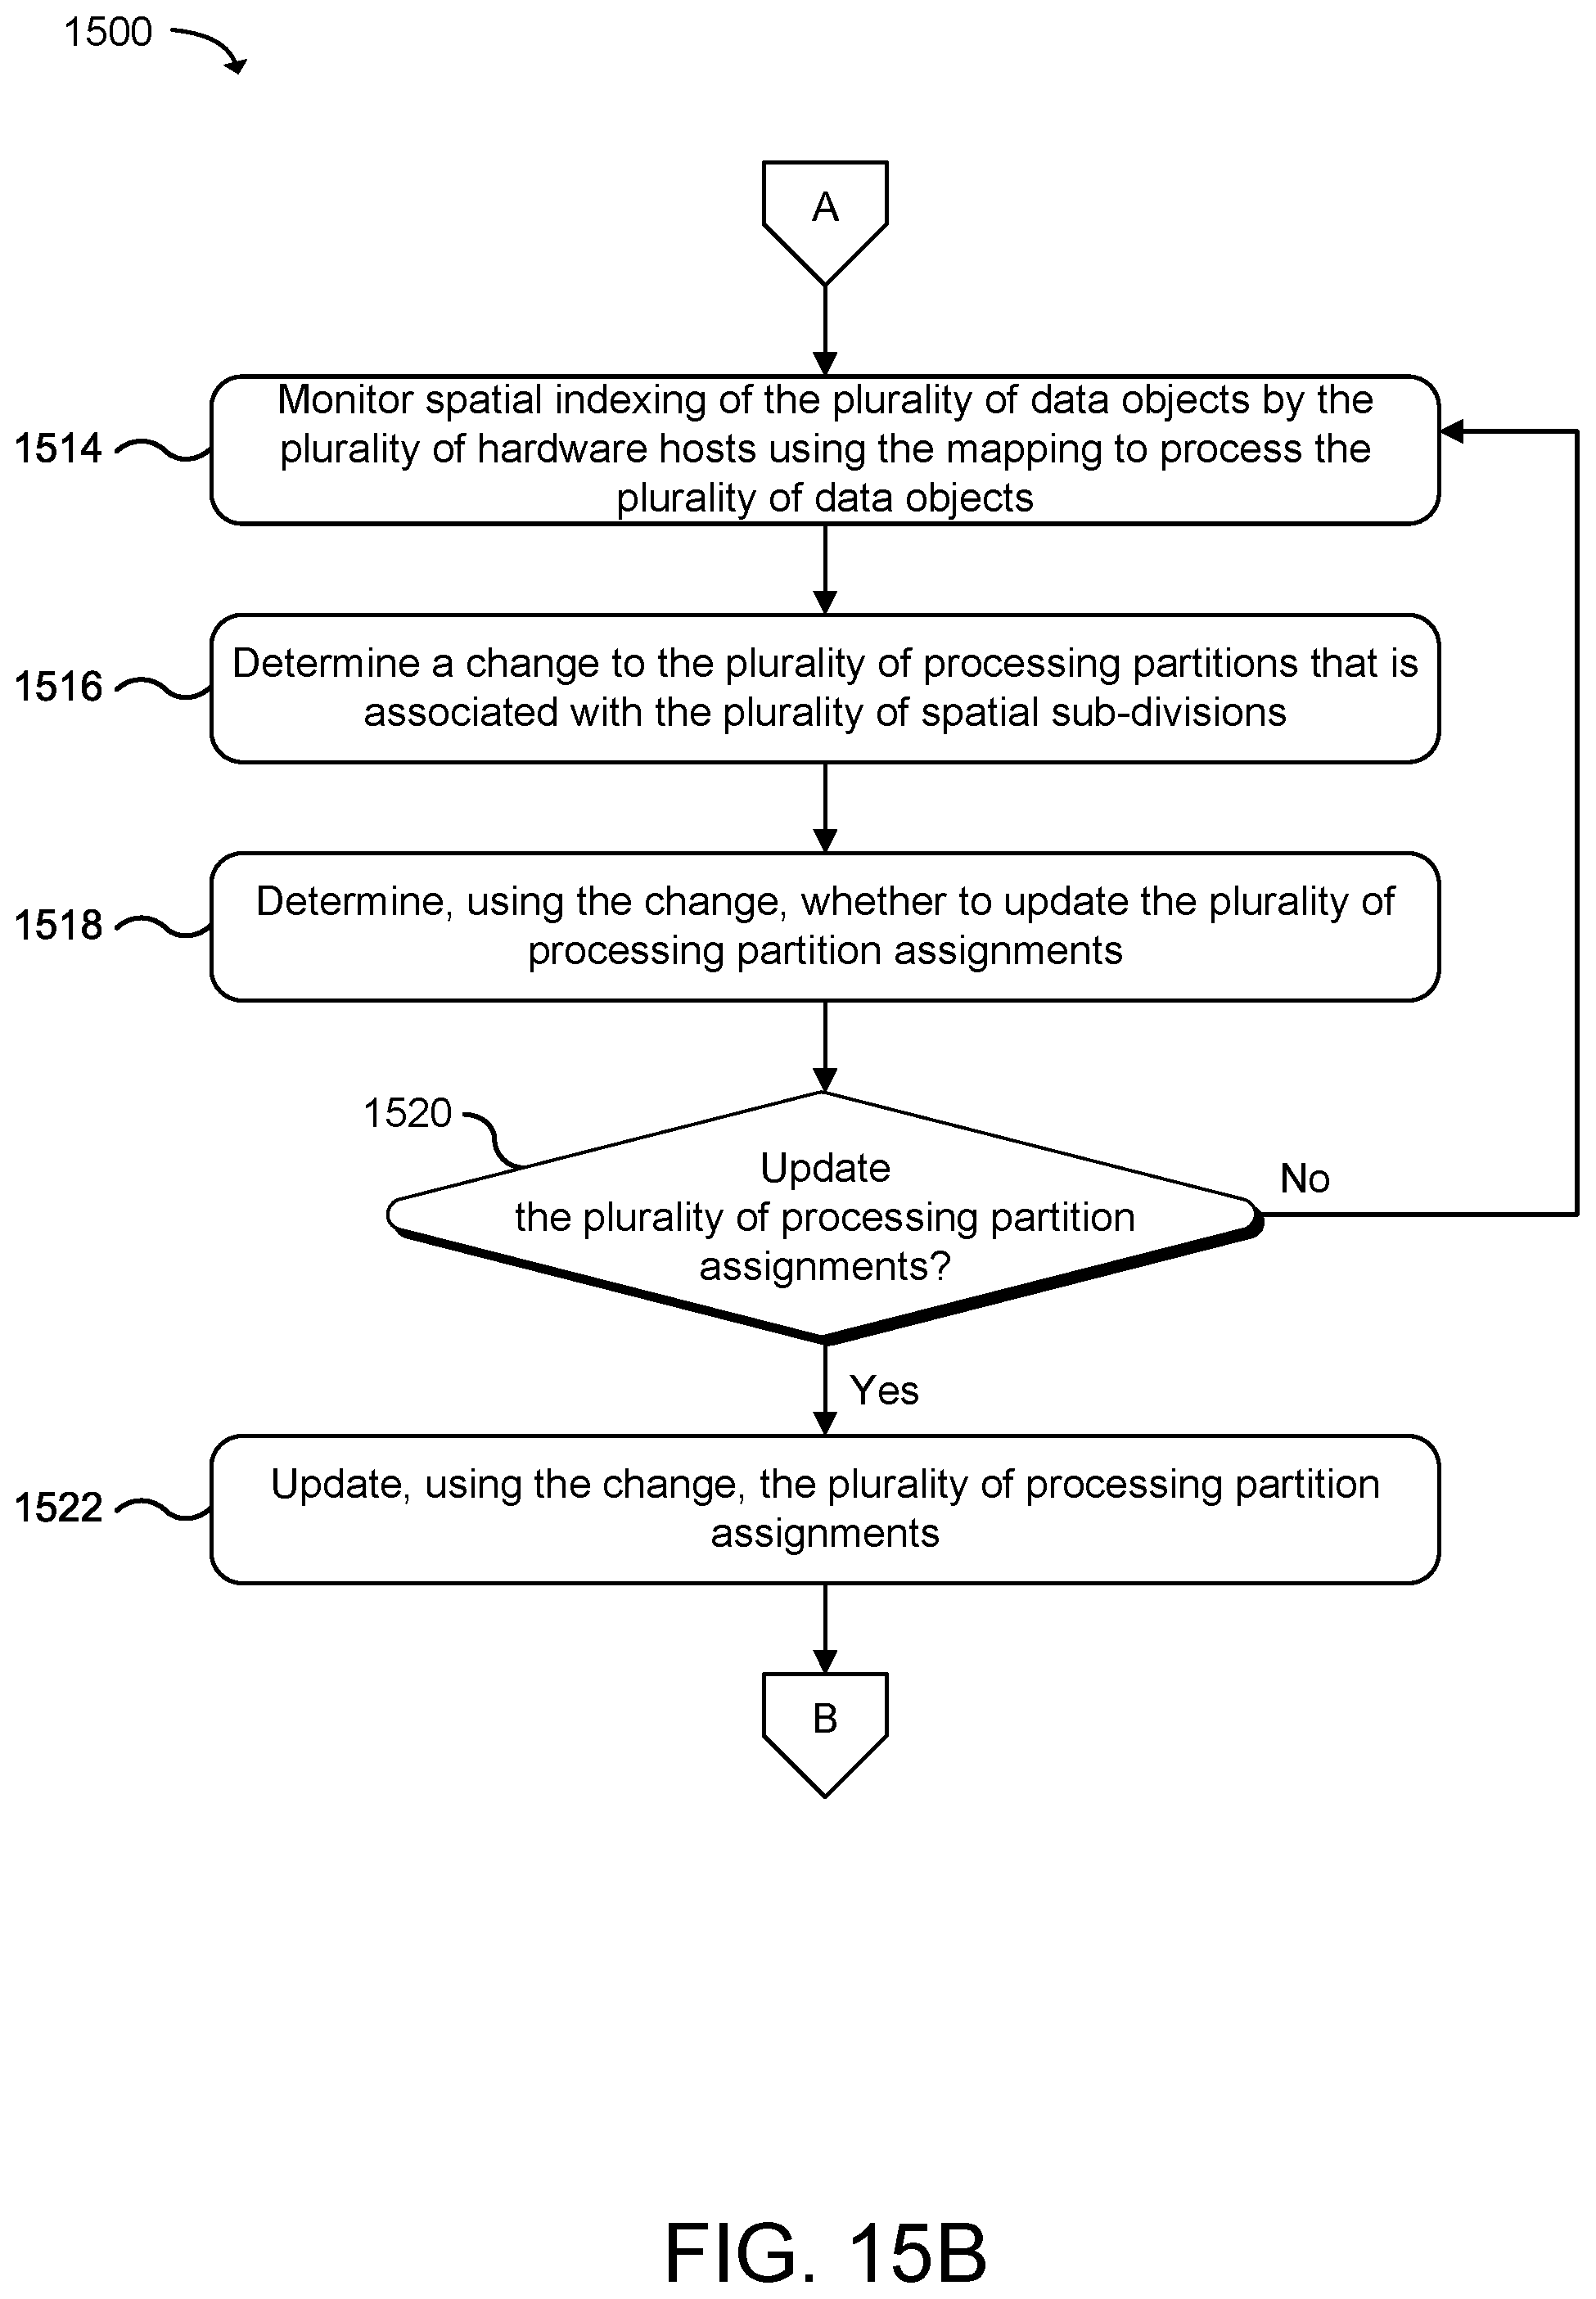 1500
A
Monitor spatial indexing of the plurality of data objects by the
plurality of hardware hosts using the mapping to process the
plurality of data objects
1514
Determine a change to the plurality of processing partitions that is
associated with the plurality of spatial sub-divisions
1516
Determine, using the change, whether to update the plurality of
processing partition assignments
1518
1520
Update
the plurality of processing partition
assignments?
No
Yes
Update, using the change, the plurality of processing partition
assignments
1522
B
FIG. 15B